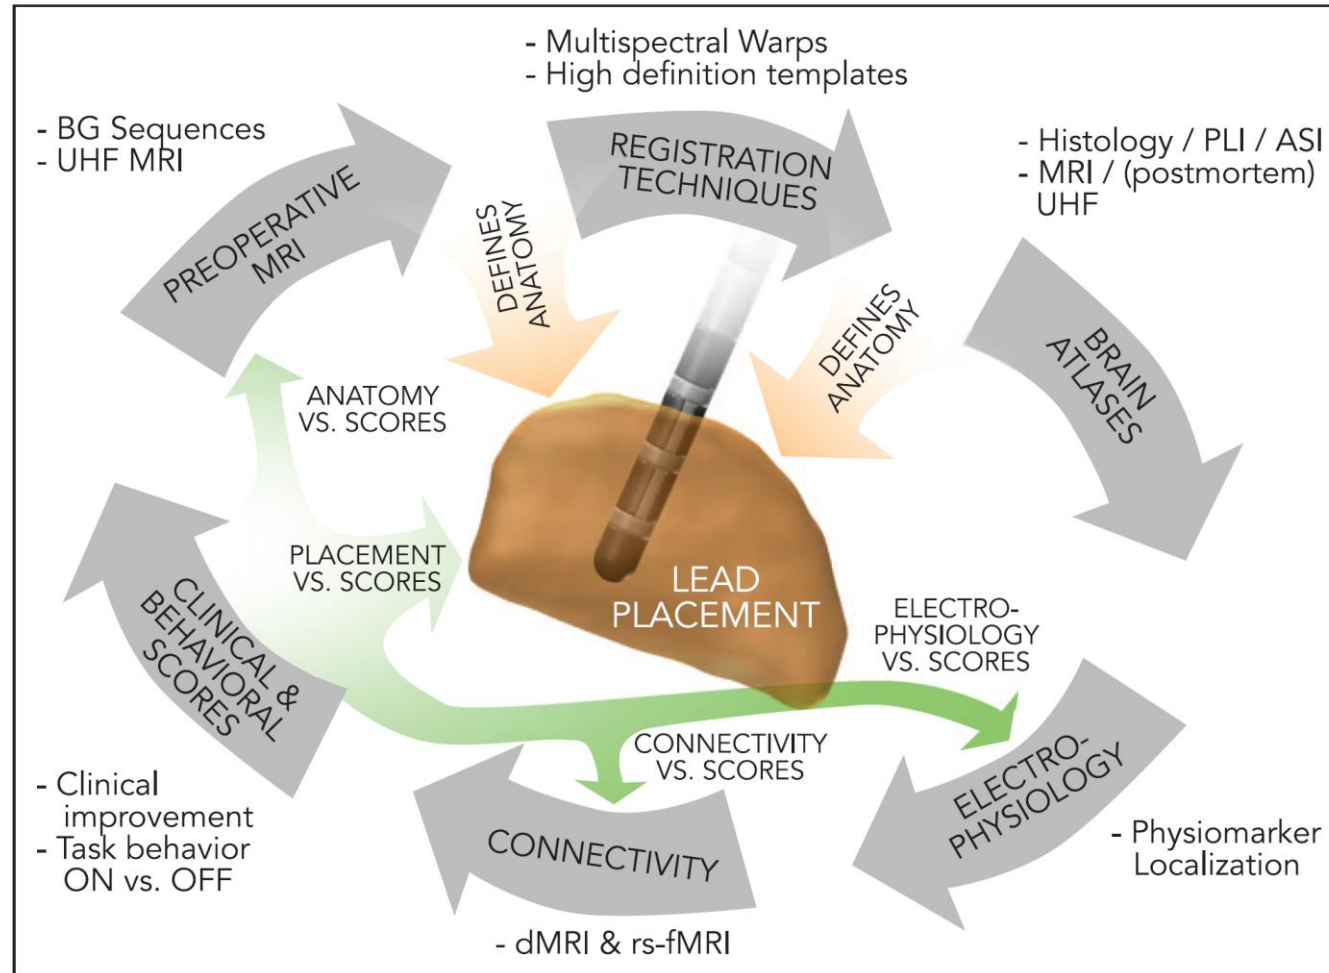 - Multispectral Warps
- High definition templates
- BG Sequences
- UHF MRI
REGISTRATION
TECHNIQUES
- Histology / PLI / ASI
- MRI / (postmortem)
UHF
PREOPERATIVE
MRI
DEFINES
ANATOMY
DEFINES
ANATOMY
BRAIN
ATLASES
ANATOMY
VS. SCORES
PLACEMENT
VS. SCORES
LEAD
PLACEMENT
ELECTRO-
PHYSIOLOGY
VS. SCORES
CLINICAL &
BEHAVIORAL
SCORES
CONNECTIVITY
VS. SCORES
ELECTRO-
PHYSIOLOGY
- Clinical
improvement
- Task behavior
ON vs. OFF
CONNECTIVITY
- Physiomarker
Localization
- dMRI & rs-fMRI